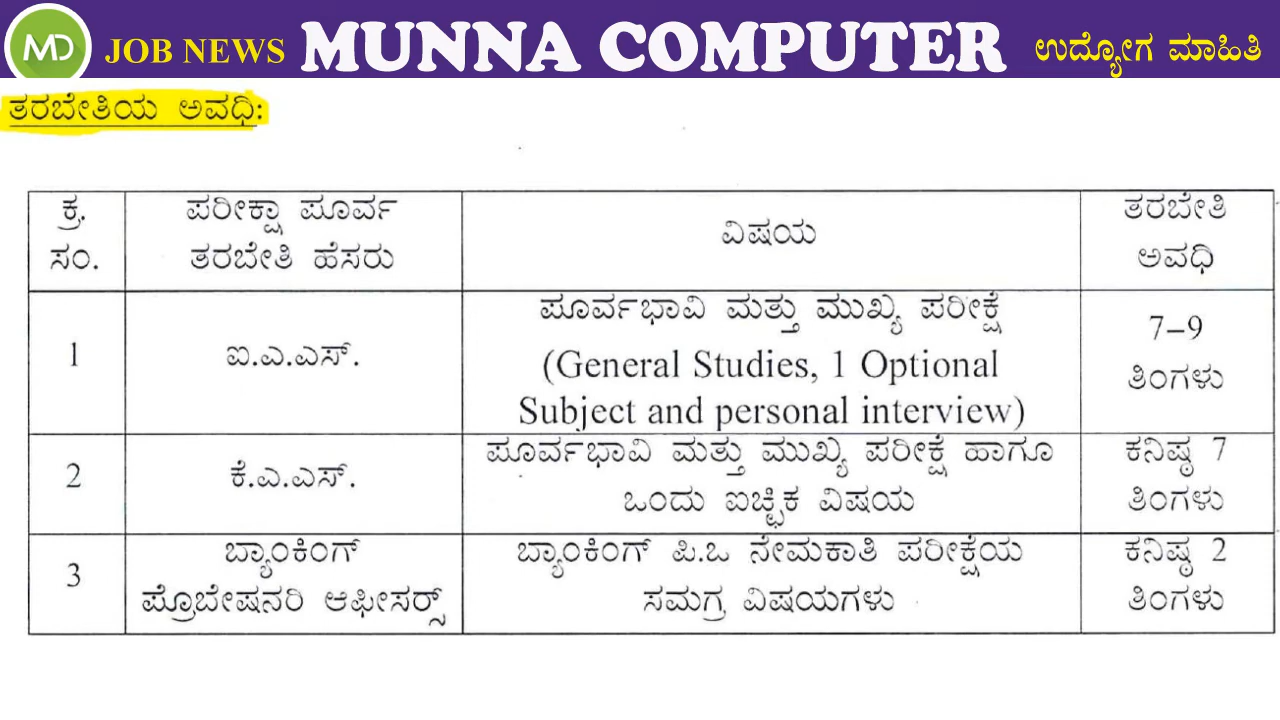 MD JOB NEWS MUNNA COMPUTER ಉದ್ಯೋಗ ಮಾಹಿತಿ
ತರಬೇತಿಯ ಅವಧಿ:
ಕ್ರ. ಸಂ.
ಪರೀಕ್ಷಾ ಪೂರ್ವ
ತರಬೇತಿ ಹೆಸರು
ವಿಷಯ
ತರಬೇತಿ
ಅವಧಿ
1
ಐ.ಎ.ಎಸ್.
ಪೂರ್ವಭಾವಿ ಮತ್ತು ಮುಖ್ಯ ಪರೀಕ್ಷೆ
(General Studies, 1 Optional
Subject and personal interview)
7–9
ತಿಂಗಳು
2
ಕೆ.ಎ.ಎಸ್.
ಪೂರ್ವಭಾವಿ ಮತ್ತು ಮುಖ್ಯ ಪರೀಕ್ಷೆ ಹಾಗೂ
ಒಂದು ಐಚ್ಛಿಕ ವಿಷಯ
ಕನಿಷ್ಠ 7
ತಿಂಗಳು
3
ಬ್ಯಾಂಕಿಂಗ್
ಪ್ರೊಬೇಷನರಿ ಆಫೀಸರ್‍ಸ್
ಬ್ಯಾಂಕಿಂಗ್ ಪಿ.ಒ ನೇಮಕಾತಿ ಪರೀಕ್ಷೆಯ
ಸಮಗ್ರ ವಿಷಯಗಳು
ಕನಿಷ್ಠ 2
ತಿಂಗಳು